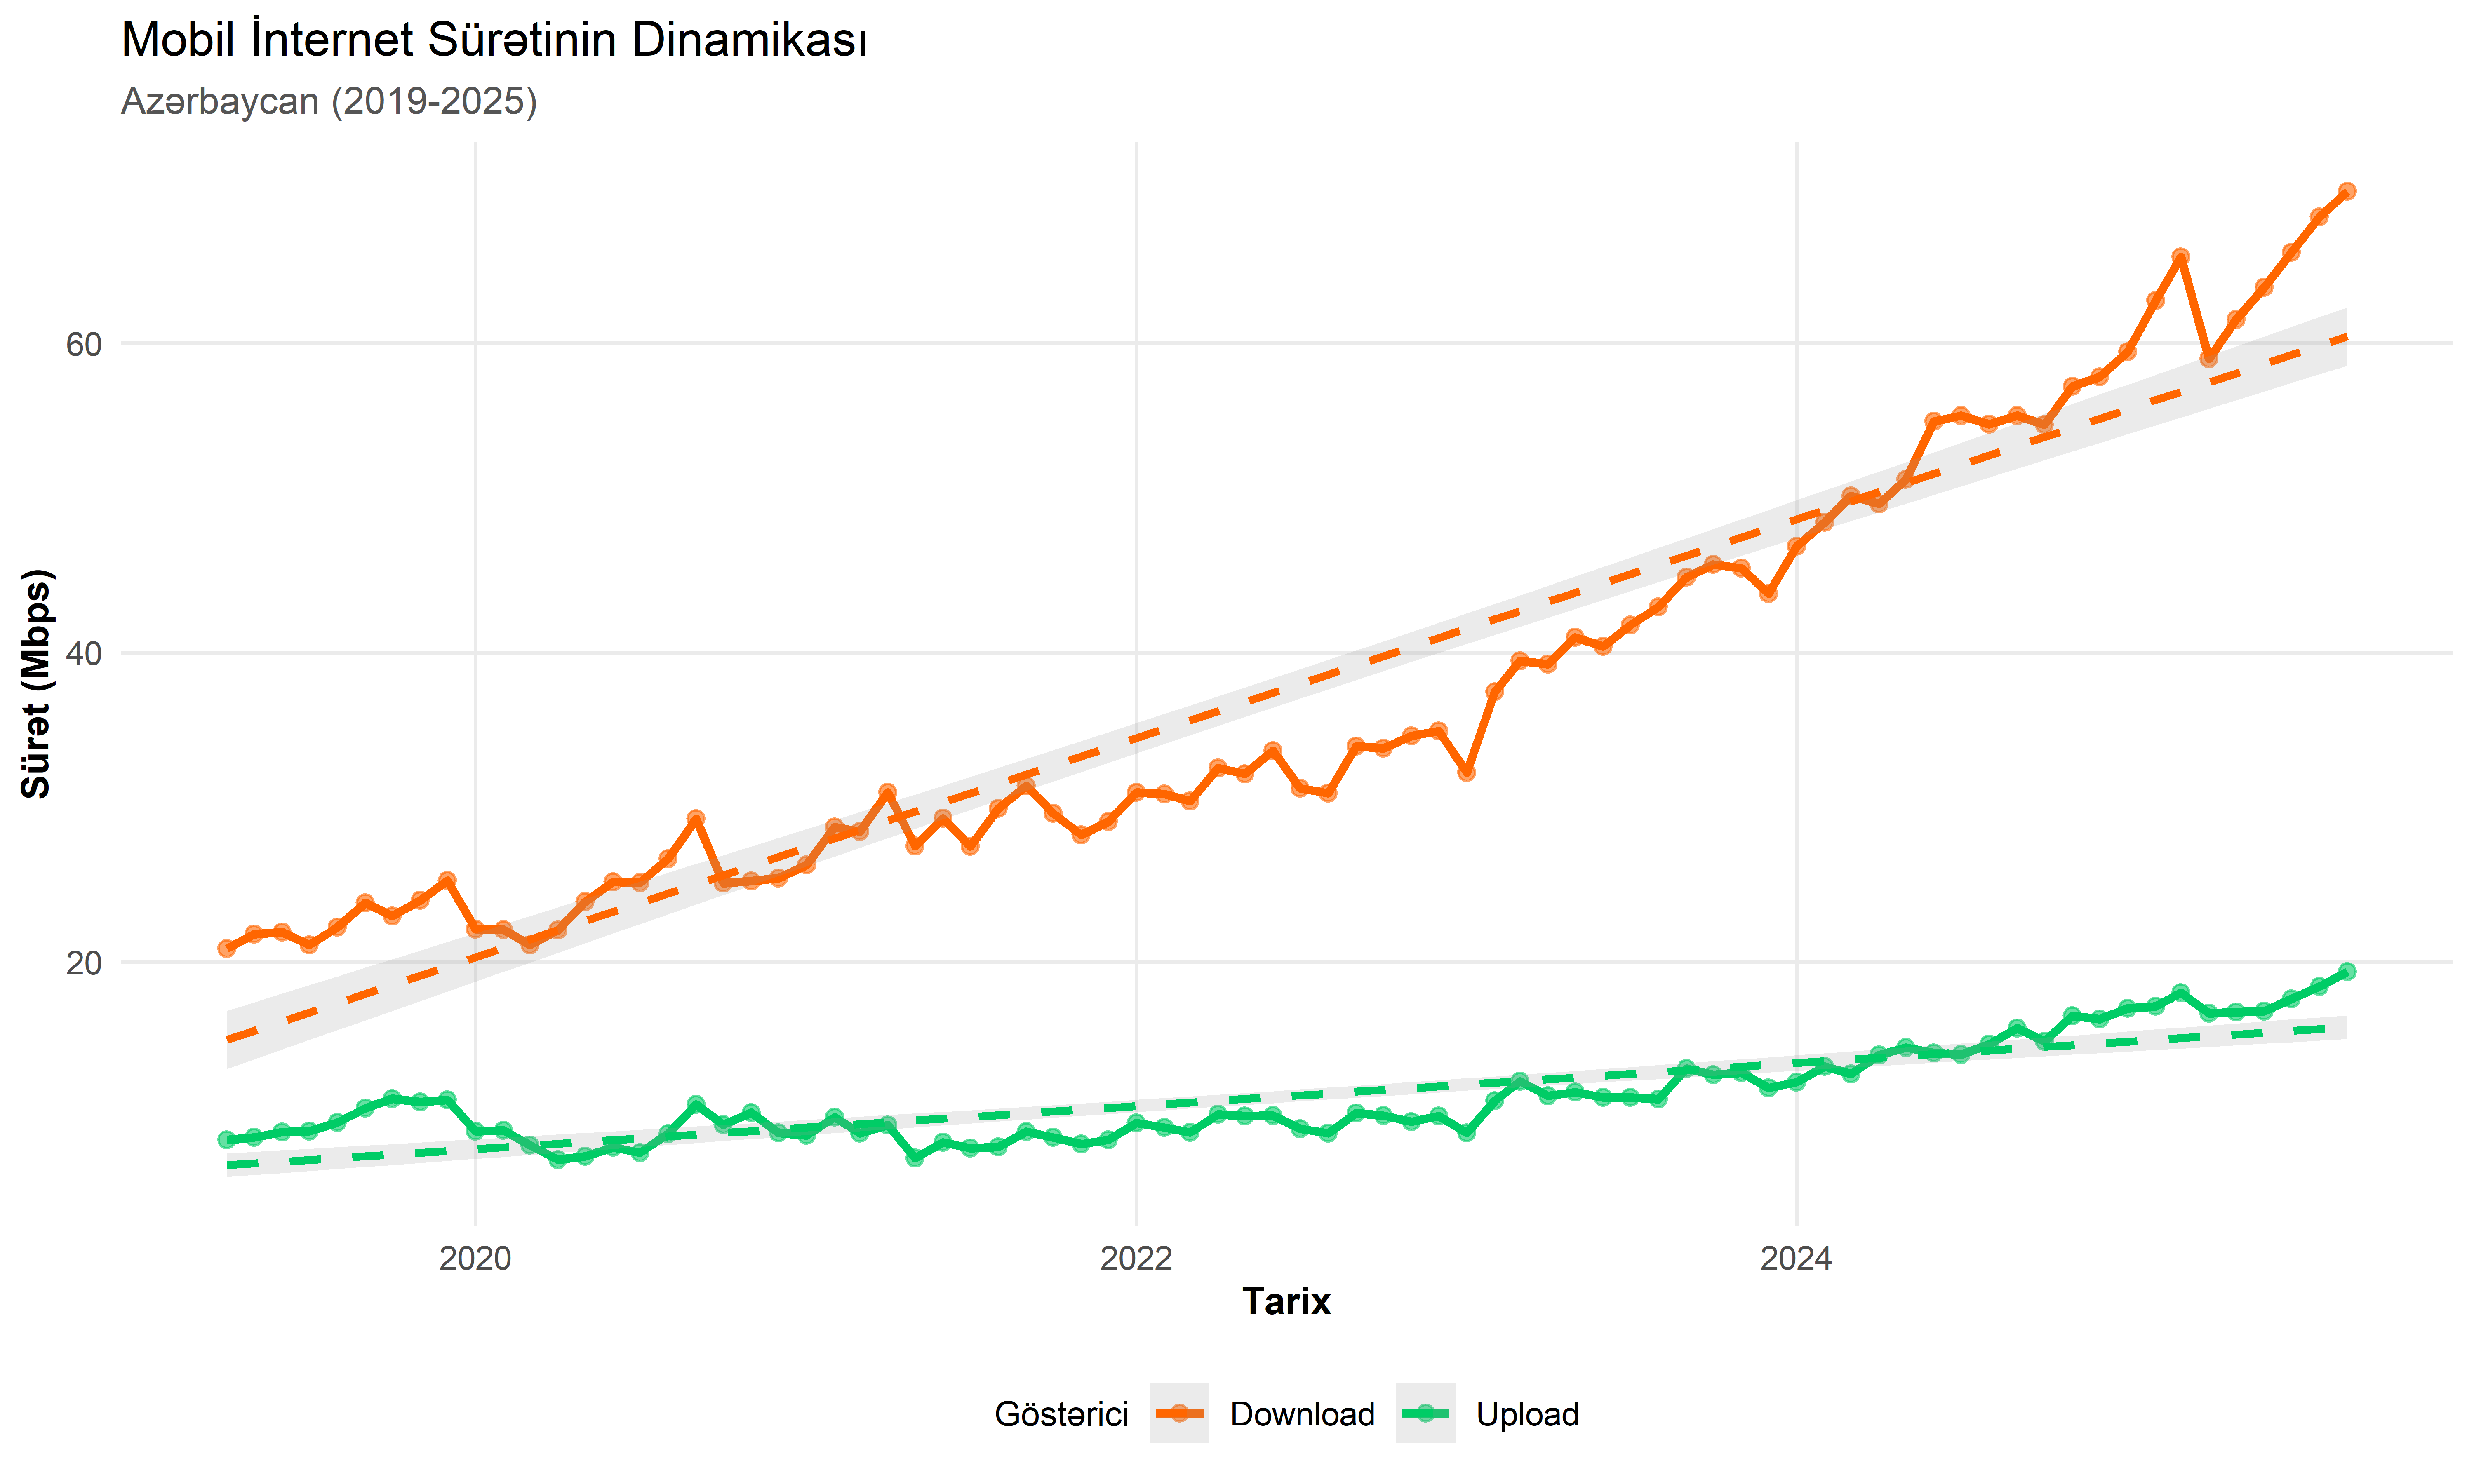 Mobil İnternet Sürətinin Dinamikası
Azərbaycan (2019-2025)
Sürət (Mbps)
60
40
20
2020 2022 2024
Tarix
Göstərici Download Upload